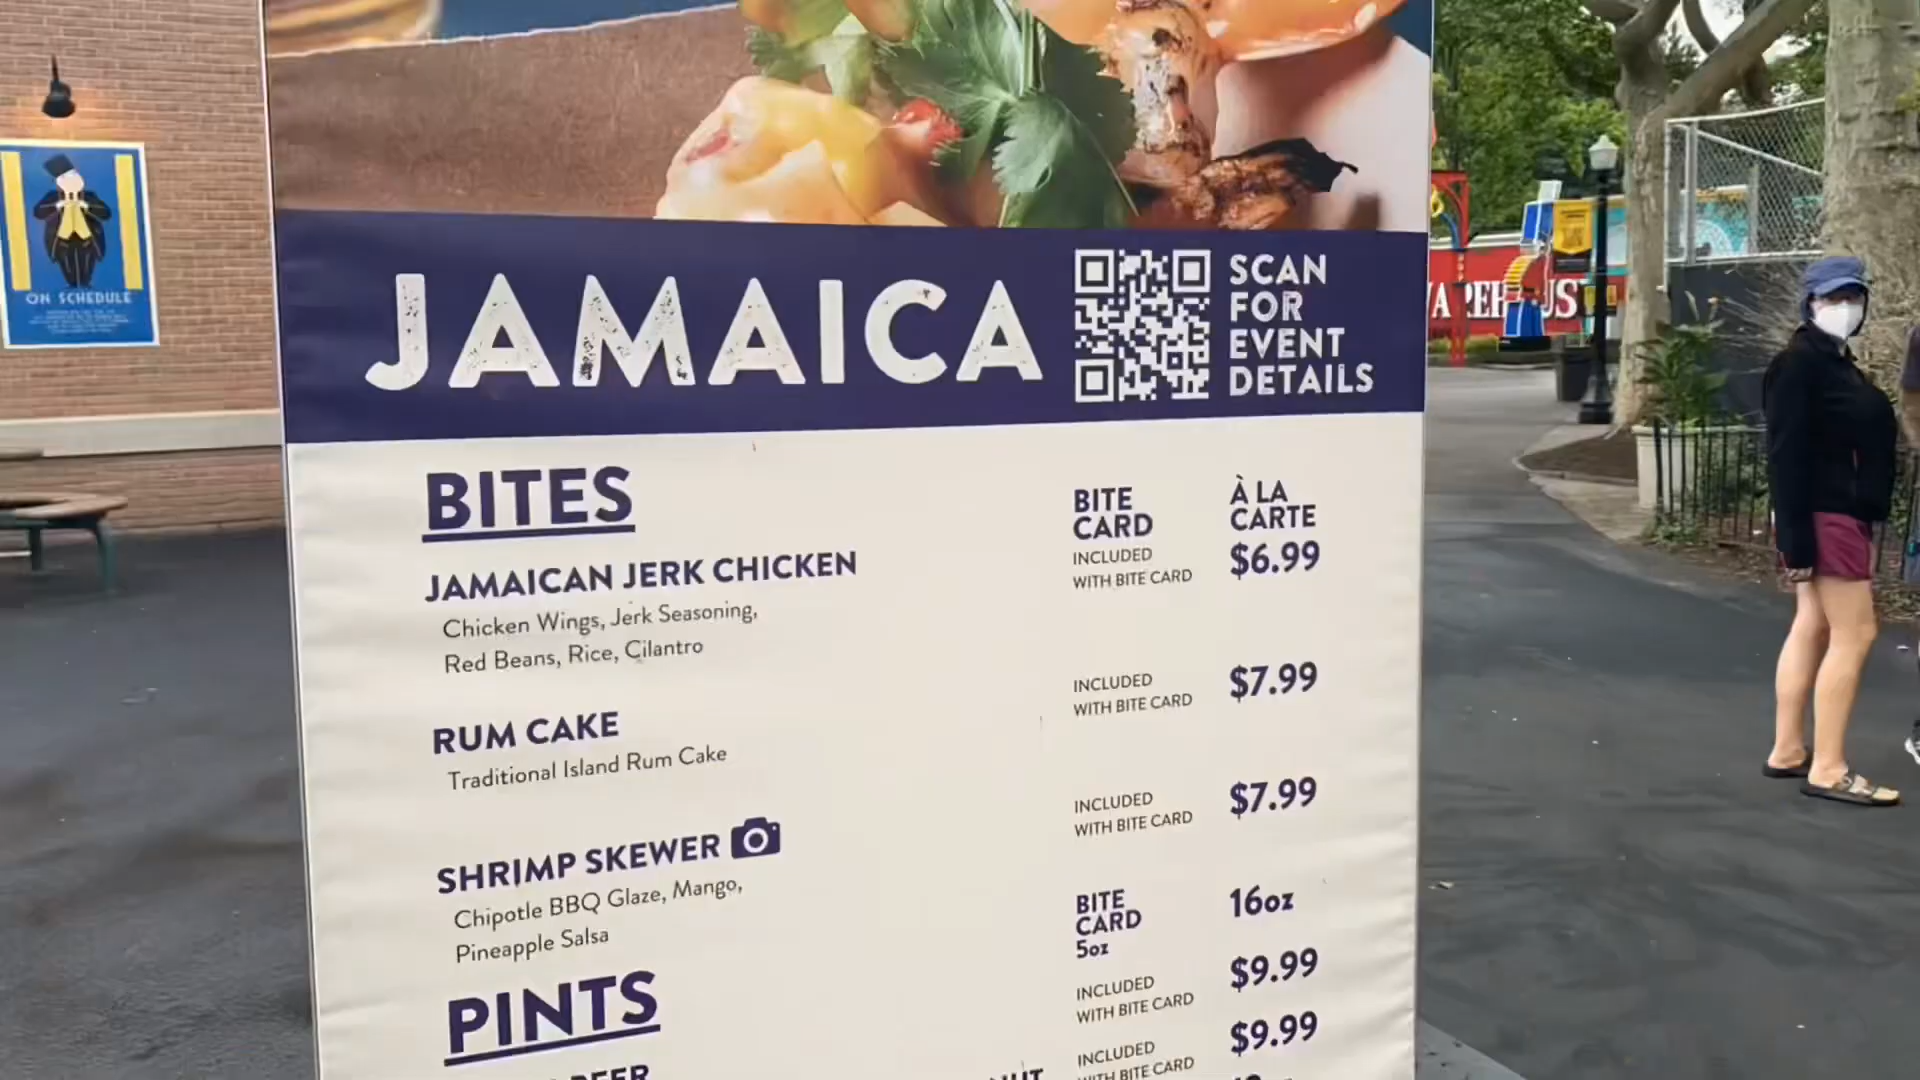 ON SCHEDULE
JAMAICA
SCAN
FOR
EVENT
DETAILS
BITES
BITE
CARD
À LA
CARTE
JAMAICAN JERK CHICKEN
INCLUDED
WITH BITE CARD
$6.99
Chicken Wings, Jerk Seasoning,
Red Beans, Rice, Cilantro
RUM CAKE
INCLUDED
WITH BITE CARD
$7.99
Traditional Island Rum Cake
SHRIMP SKEWER
INCLUDED
WITH BITE CARD
$7.99
Chipotle BBQ Glaze, Mango,
Pineapple Salsa
PINTS
BITE
CARD
5oz
16oz
INCLUDED
WITH BITE CARD
$9.99
INCLUDED
WITH BITE CARD
$9.99